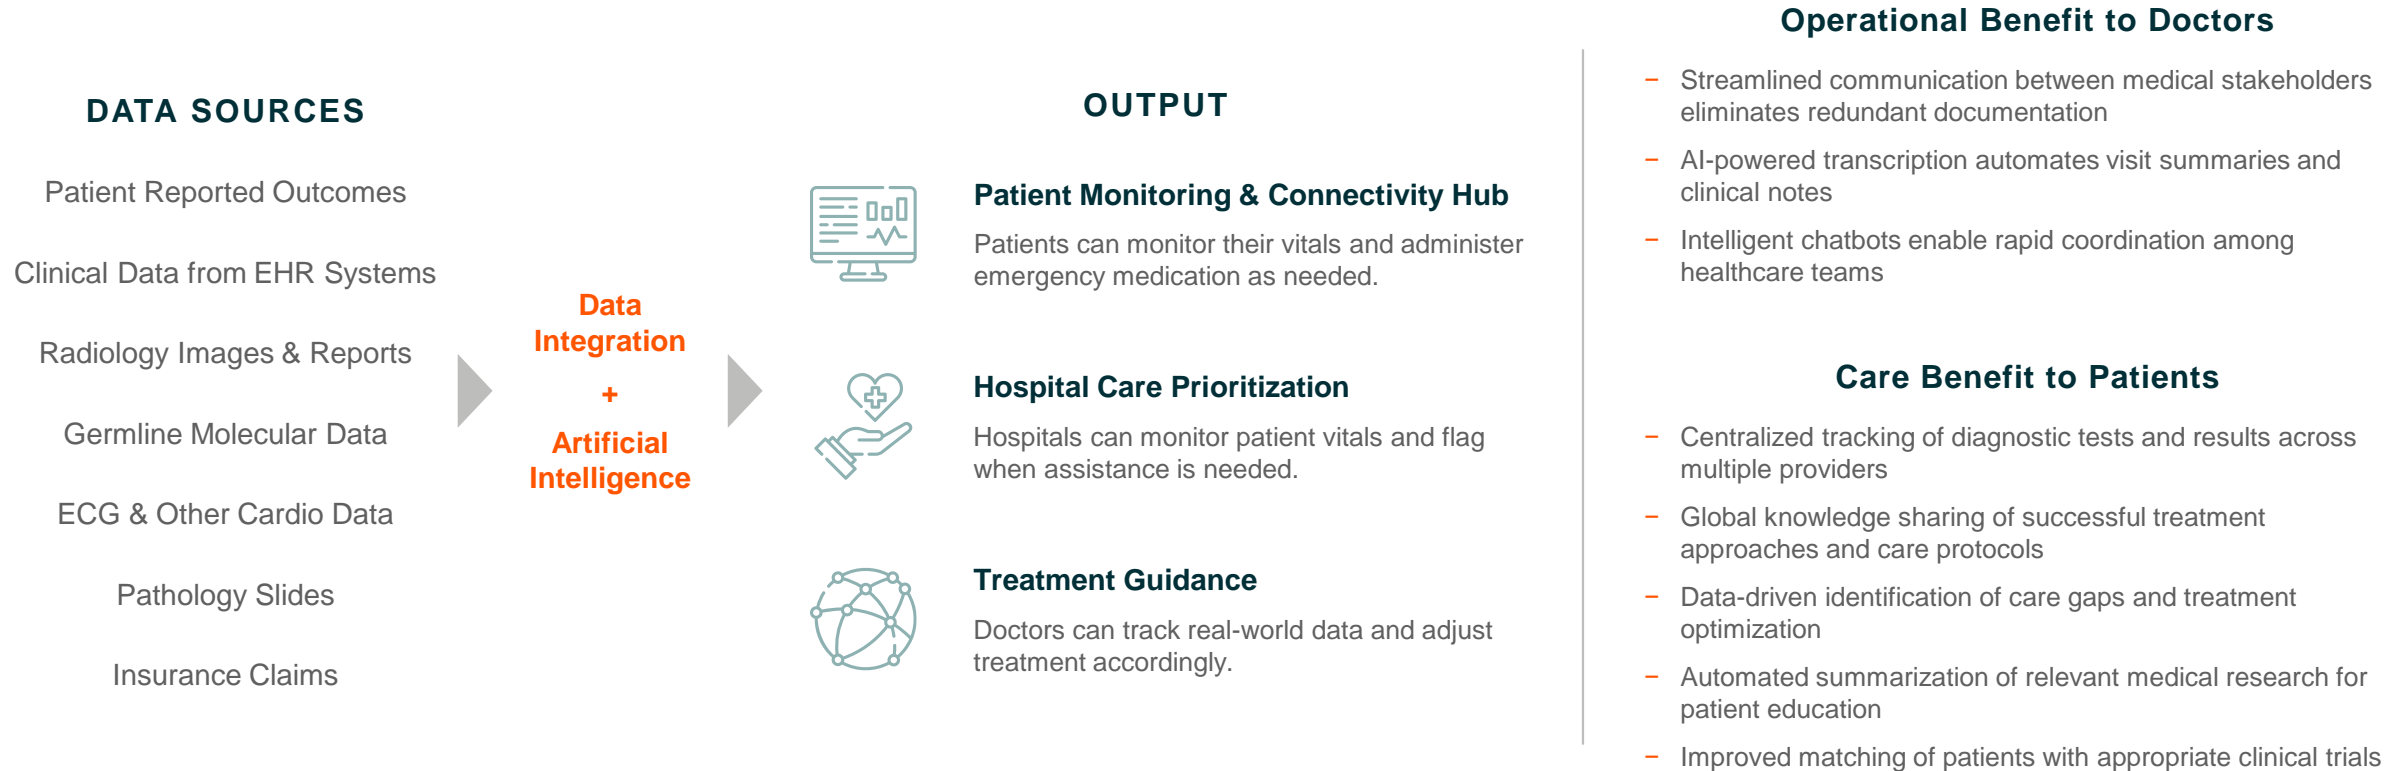 DATA SOURCES
Patient Reported Outcomes
Clinical Data from EHR Systems
Radiology Images & Reports
Germline Molecular Data
ECG & Other Cardio Data
Pathology Slides
Insurance Claims
Data
Integration
+
Artificial
Intelligence
OUTPUT
Patient Monitoring & Connectivity Hub
Patients can monitor their vitals and administer
emergency medication as needed.
Hospital Care Prioritization
Hospitals can monitor patient vitals and flag
when assistance is needed.
Treatment Guidance
Doctors can track real-world data and adjust
treatment accordingly.
Operational Benefit to Doctors
– Streamlined communication between medical stakeholders
eliminates redundant documentation
– AI-powered transcription automates visit summaries and
clinical notes
– Intelligent chatbots enable rapid coordination among
healthcare teams
Care Benefit to Patients
– Centralized tracking of diagnostic tests and results across
multiple providers
– Global knowledge sharing of successful treatment
approaches and care protocols
– Data-driven identification of care gaps and treatment
optimization
– Automated summarization of relevant medical research for
patient education
– Improved matching of patients with appropriate clinical trials